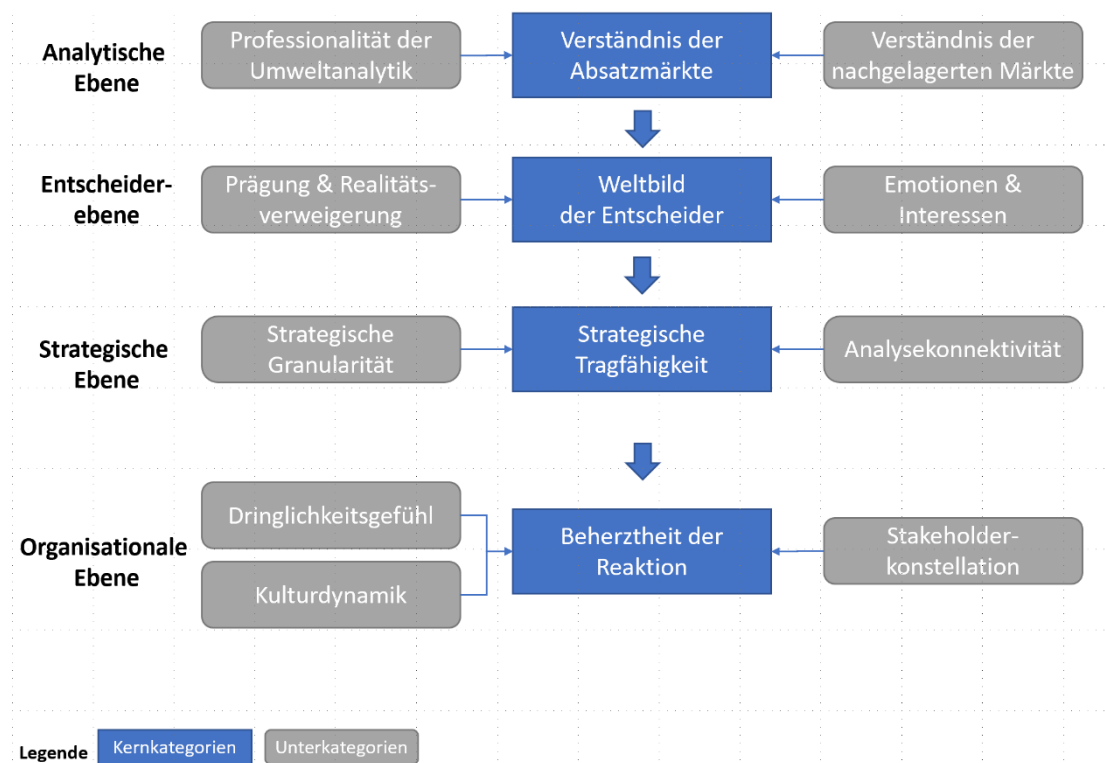 Analytische
Ebene
Professionalität der
Umweltanalytik
Verständnis der
Absatzmärkte
Verständnis der
nachgelagerten Märkte
Entscheider-
ebene
Prägung & Realitäts-
verweigerung
Weltbild
der Entscheider
Emotionen &
Interessen
Strategische
Ebene
Strategische
Granularität
Strategische
Tragfähigkeit
Analysekonnektivität
Organisationale
Ebene
Dringlichkeitsgefühl
Kulturdynamik
Beherztheit der
Reaktion
Stakeholder-
konstellation
Legende
Kernkategorien
Unterkategorien